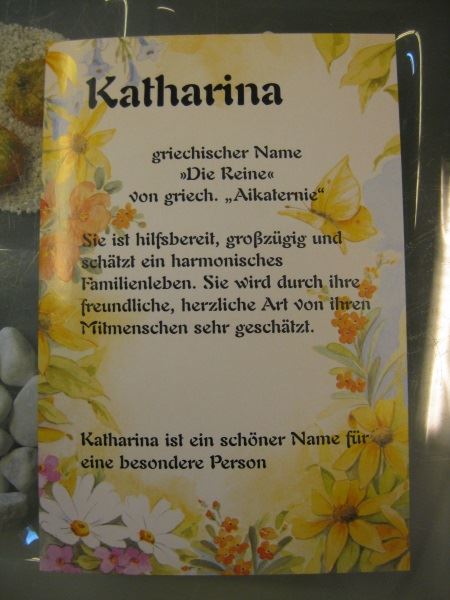 Katharina
griechischer Name
»Die Reine«
von griech. „Aikaternie“
Sie ist hilfsbereit, großzügig und
schätzt ein harmonisches
Familienleben. Sie wird durch ihre
freundliche, herzliche Art von ihren
Mitmenschen sehr geschätzt.
Katharina ist ein schöner Name für
eine besondere Person